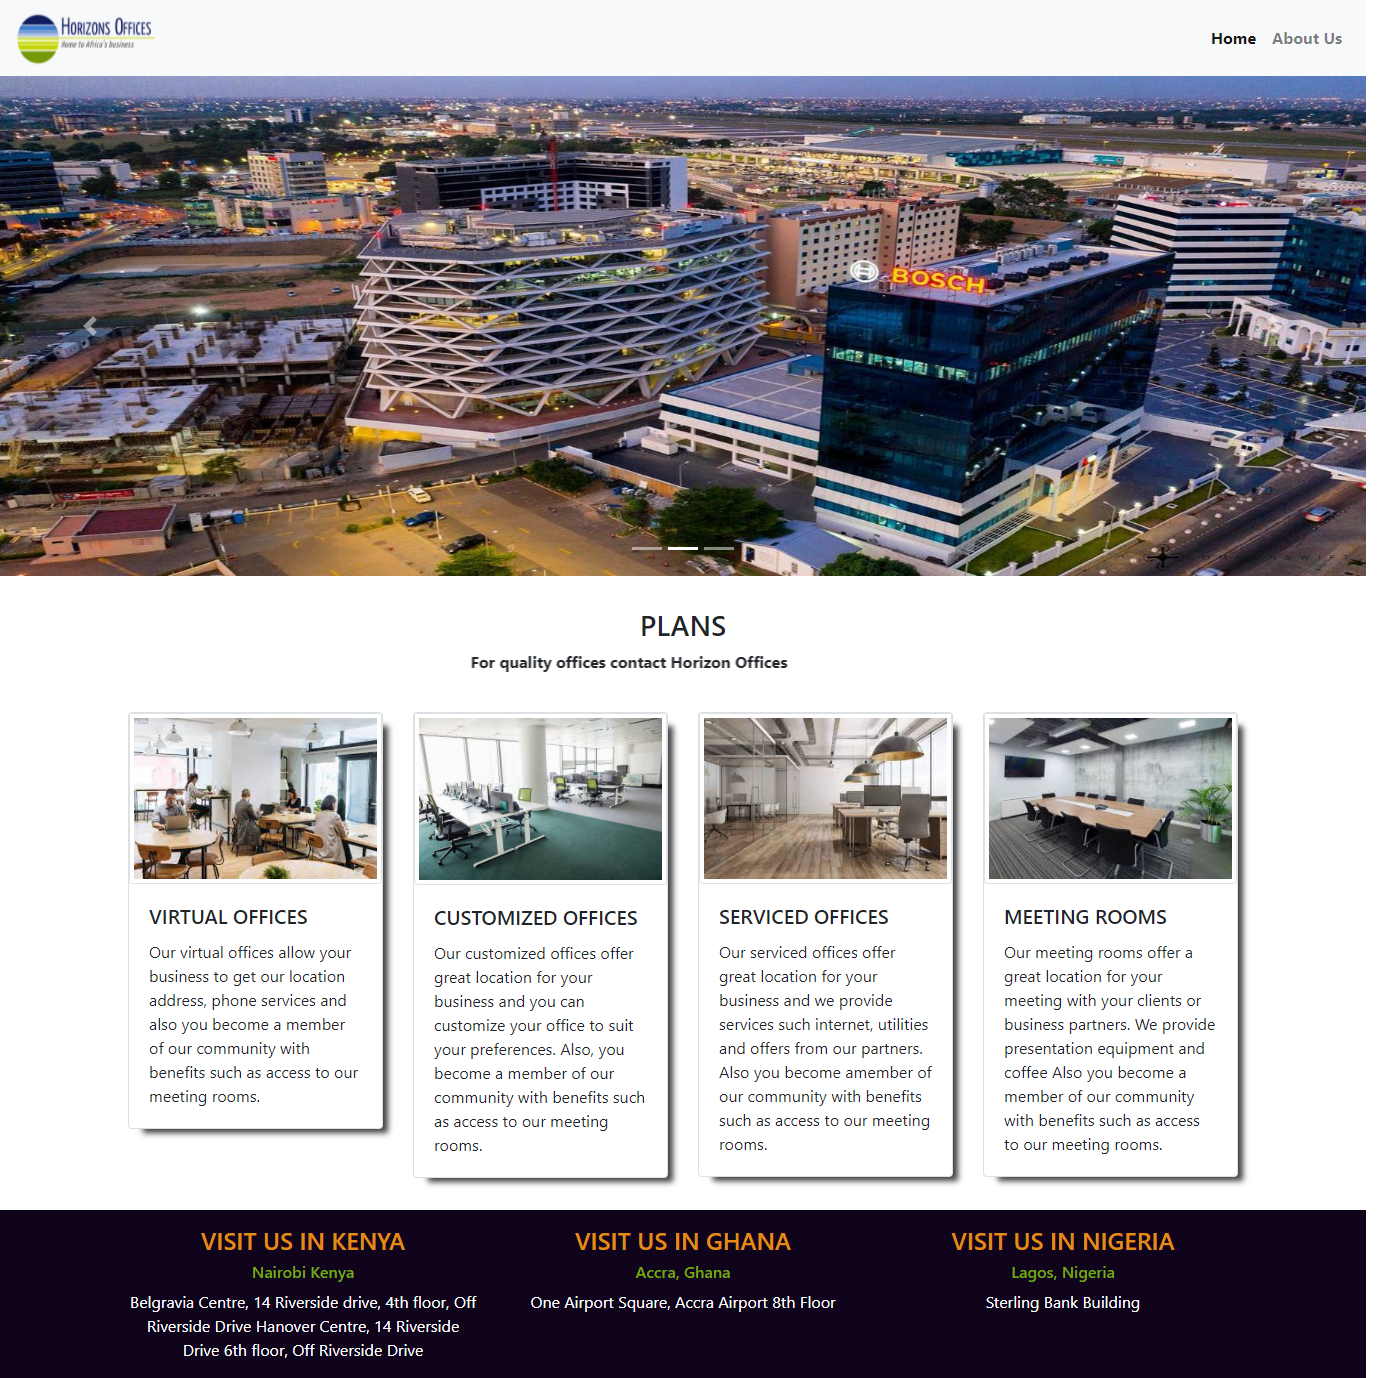 HORIZONS OFFICES
Home to Africa's business
Home About Us
BOSCH
PLANS
For quality offices contact Horizon Offices
VIRTUAL OFFICES
Our virtual offices allow your
business to get our location
address, phone services and
also you become a member
of our community with
benefits such as access to our
meeting rooms.
CUSTOMIZED OFFICES
Our customized offices offer
great location for your
business and you can
customize your office to suit
your preferences. Also, you
become a member of our
community with benefits such
as access to our meeting
rooms.
SERVICED OFFICES
Our serviced offices offer
great location for your
business and we provide
services such internet, utilities
and offers from our partners.
Also you become amember of
our community with benefits
such as access to our meeting
rooms.
MEETING ROOMS
Our meeting rooms offer a
great location for your
meeting with your clients or
business partners. We provide
presentation equipment and
coffee Also you become a
member of our community
with benefits such as access
to our meeting rooms.
VISIT US IN KENYA
Nairobi Kenya
Belgravia Centre, 14 Riverside drive, 4th floor, Off
Riverside Drive Hanover Centre, 14 Riverside
Drive 6th floor, Off Riverside Drive
VISIT US IN GHANA
Accra, Ghana
One Airport Square, Accra Airport 8th Floor
VISIT US IN NIGERIA
Lagos, Nigeria
Sterling Bank Building